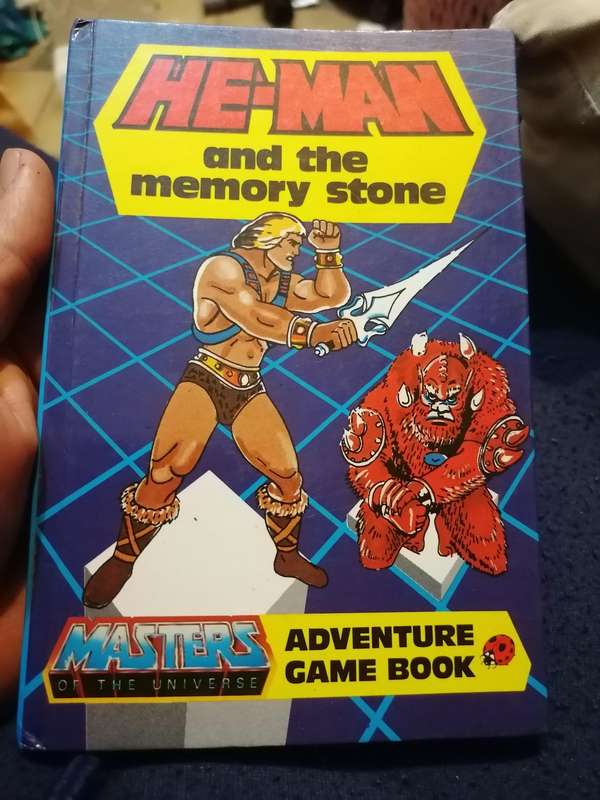 HE-MAN
and the
memory stone
MASTERS
OF THE UNIVERSE
ADVENTURE
GAME BOOK